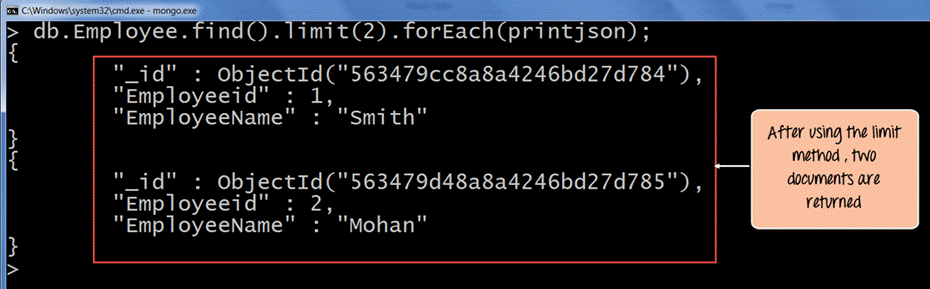 C:\Windows\system32\cmd.exe - mongo.exe
> db.Employee.find().limit(2).forEach(printjson);
{
"_id" : ObjectId("563479cc8a8a4246bd27d784"),
"Employeeid" : 1,
"EmployeeName" : "Smith"
}
{
"_id" : ObjectId("563479d48a8a4246bd27d785"),
"Employeeid" : 2,
"EmployeeName" : "Mohan"
}
>
After using the limit
method , two
documents are
returned